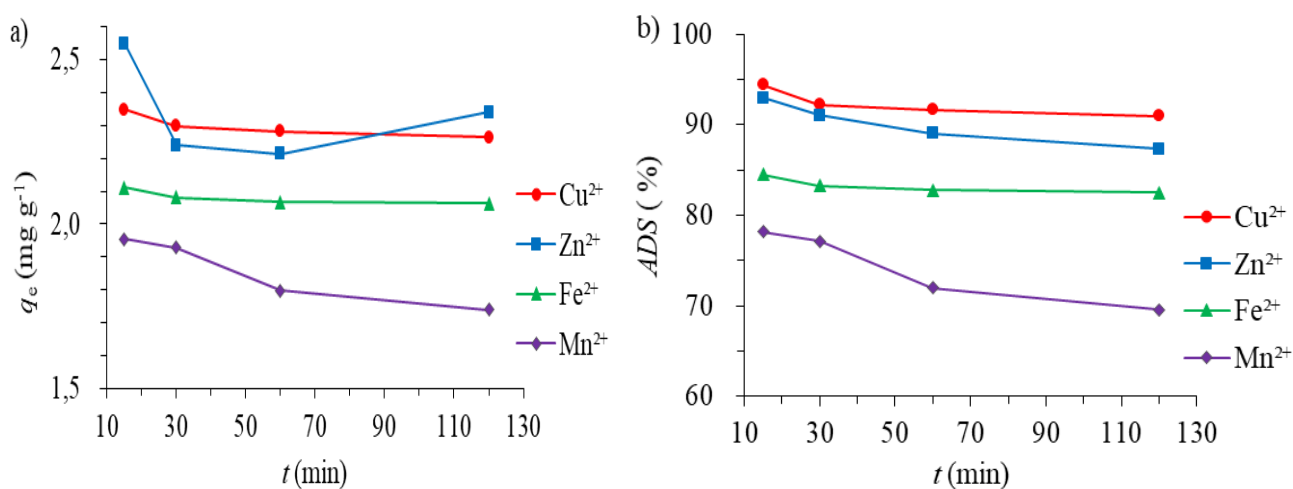 a)
qₑ (mg g⁻¹)
2,5
2,0
1,5
10 30 50 70 90 110 130
t (min)
Cu²⁺
Zn²⁺
Fe²⁺
Mn²⁺
b)
ADS ( %)
100
90
80
70
60
10 30 50 70 90 110 130
t (min)
Cu²⁺
Zn²⁺
Fe²⁺
Mn²⁺